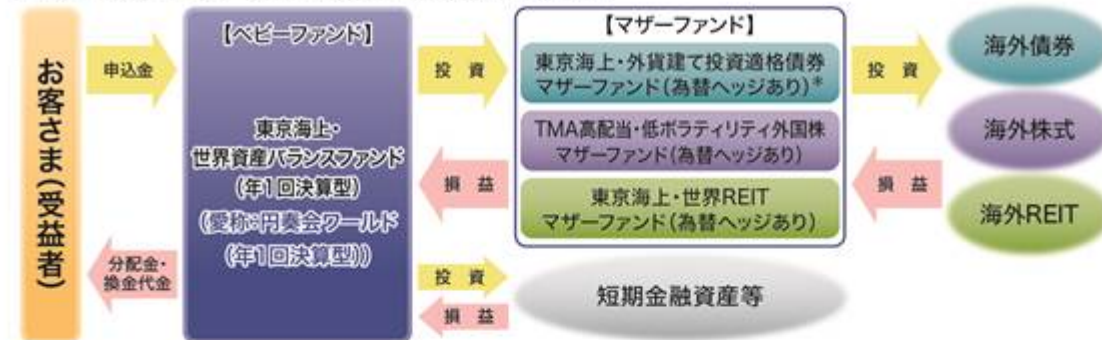 お客さま(受益者)
申込金
分配金・
換金代金
【ベビーファンド】
東京海上・
世界資産バランスファンド
(年1回決算型)
(愛称:円奏会ワールド
(年1回決算型))
投 資
損 益
投 資
損 益
【マザーファンド】
東京海上・外貨建て投資適格債券
マザーファンド(為替ヘッジあり)*
TMA高配当・低ボラティリティ外国株
マザーファンド(為替ヘッジあり)
東京海上・世界REIT
マザーファンド(為替ヘッジあり)
短期金融資産等
投 資
損 益
海外債券
海外株式
海外REIT